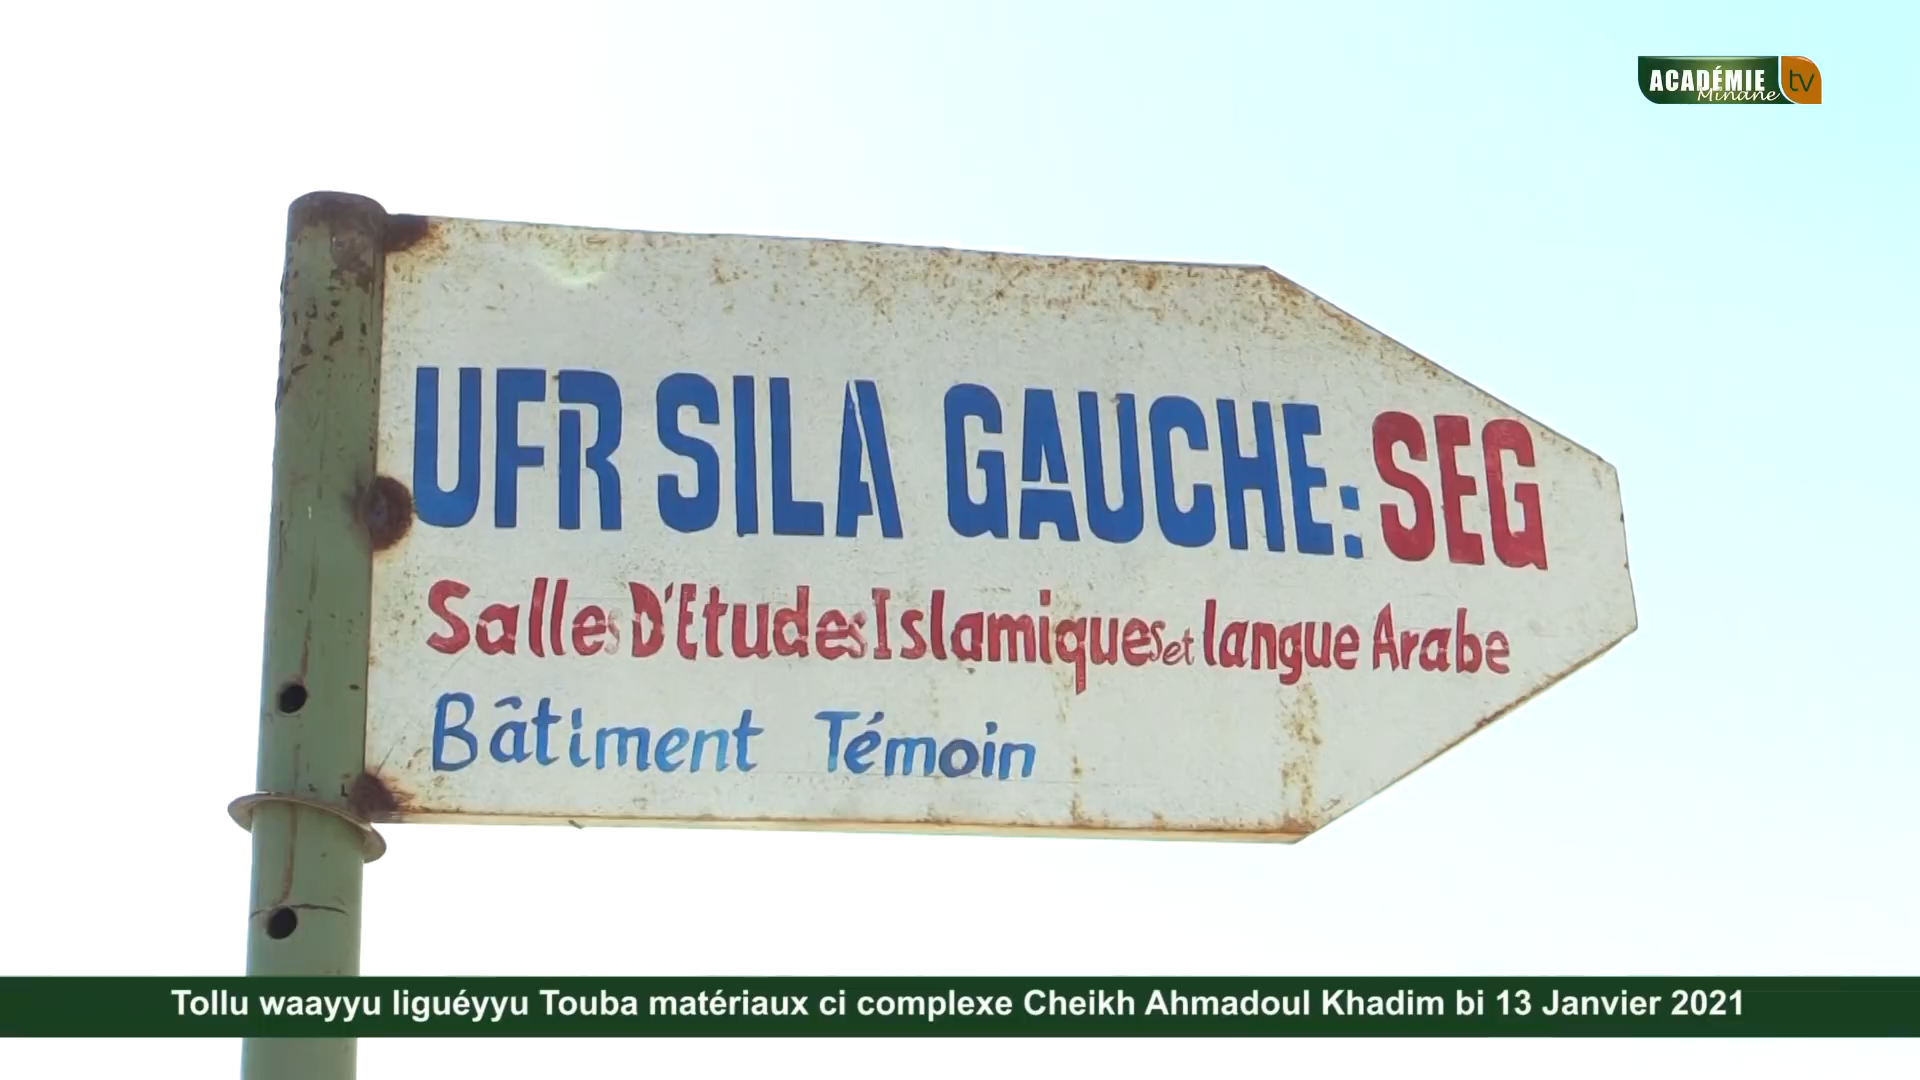 ACADÉMIE tv
Minane
UFR SILA GAUCHE: SEG
Salles D'Etudes Islamiques et langue Arabe
Bâtiment Témoin
Tollu waayyu liguéyyu Touba matériaux ci complexe Cheikh Ahmadoul Khadim bi 13 Janvier 2021